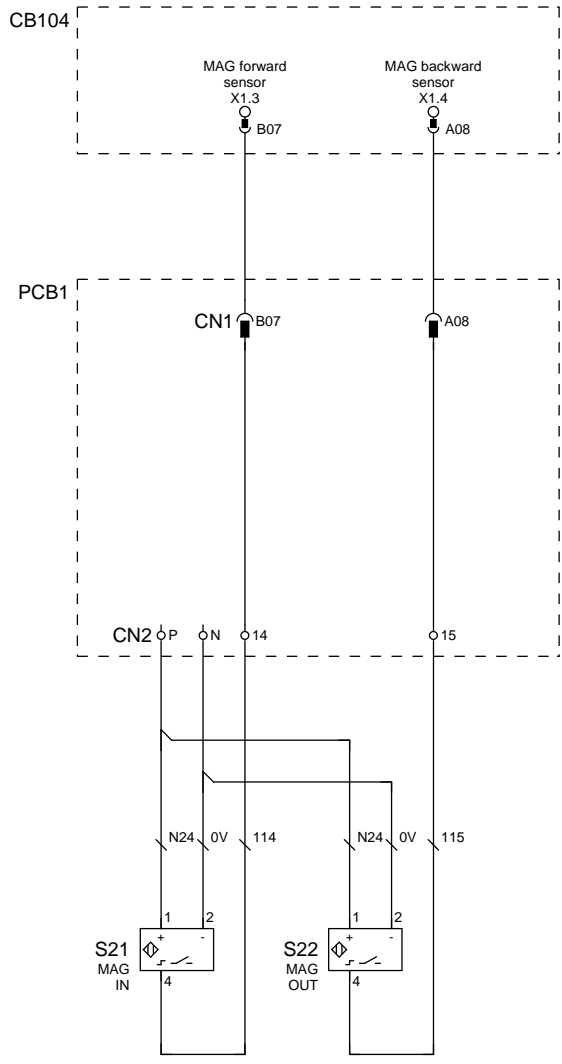 CB104
MAG forward
sensor
X1.3
MAG backward
sensor
X1.4
B07
A08
PCB1
CN1
B07
A08
CN2
P
N
14
15
N24
0V
114
N24
0V
115
1
2
1
2
S21
MAG
IN
+
-
4
S22
MAG
OUT
+
-
4